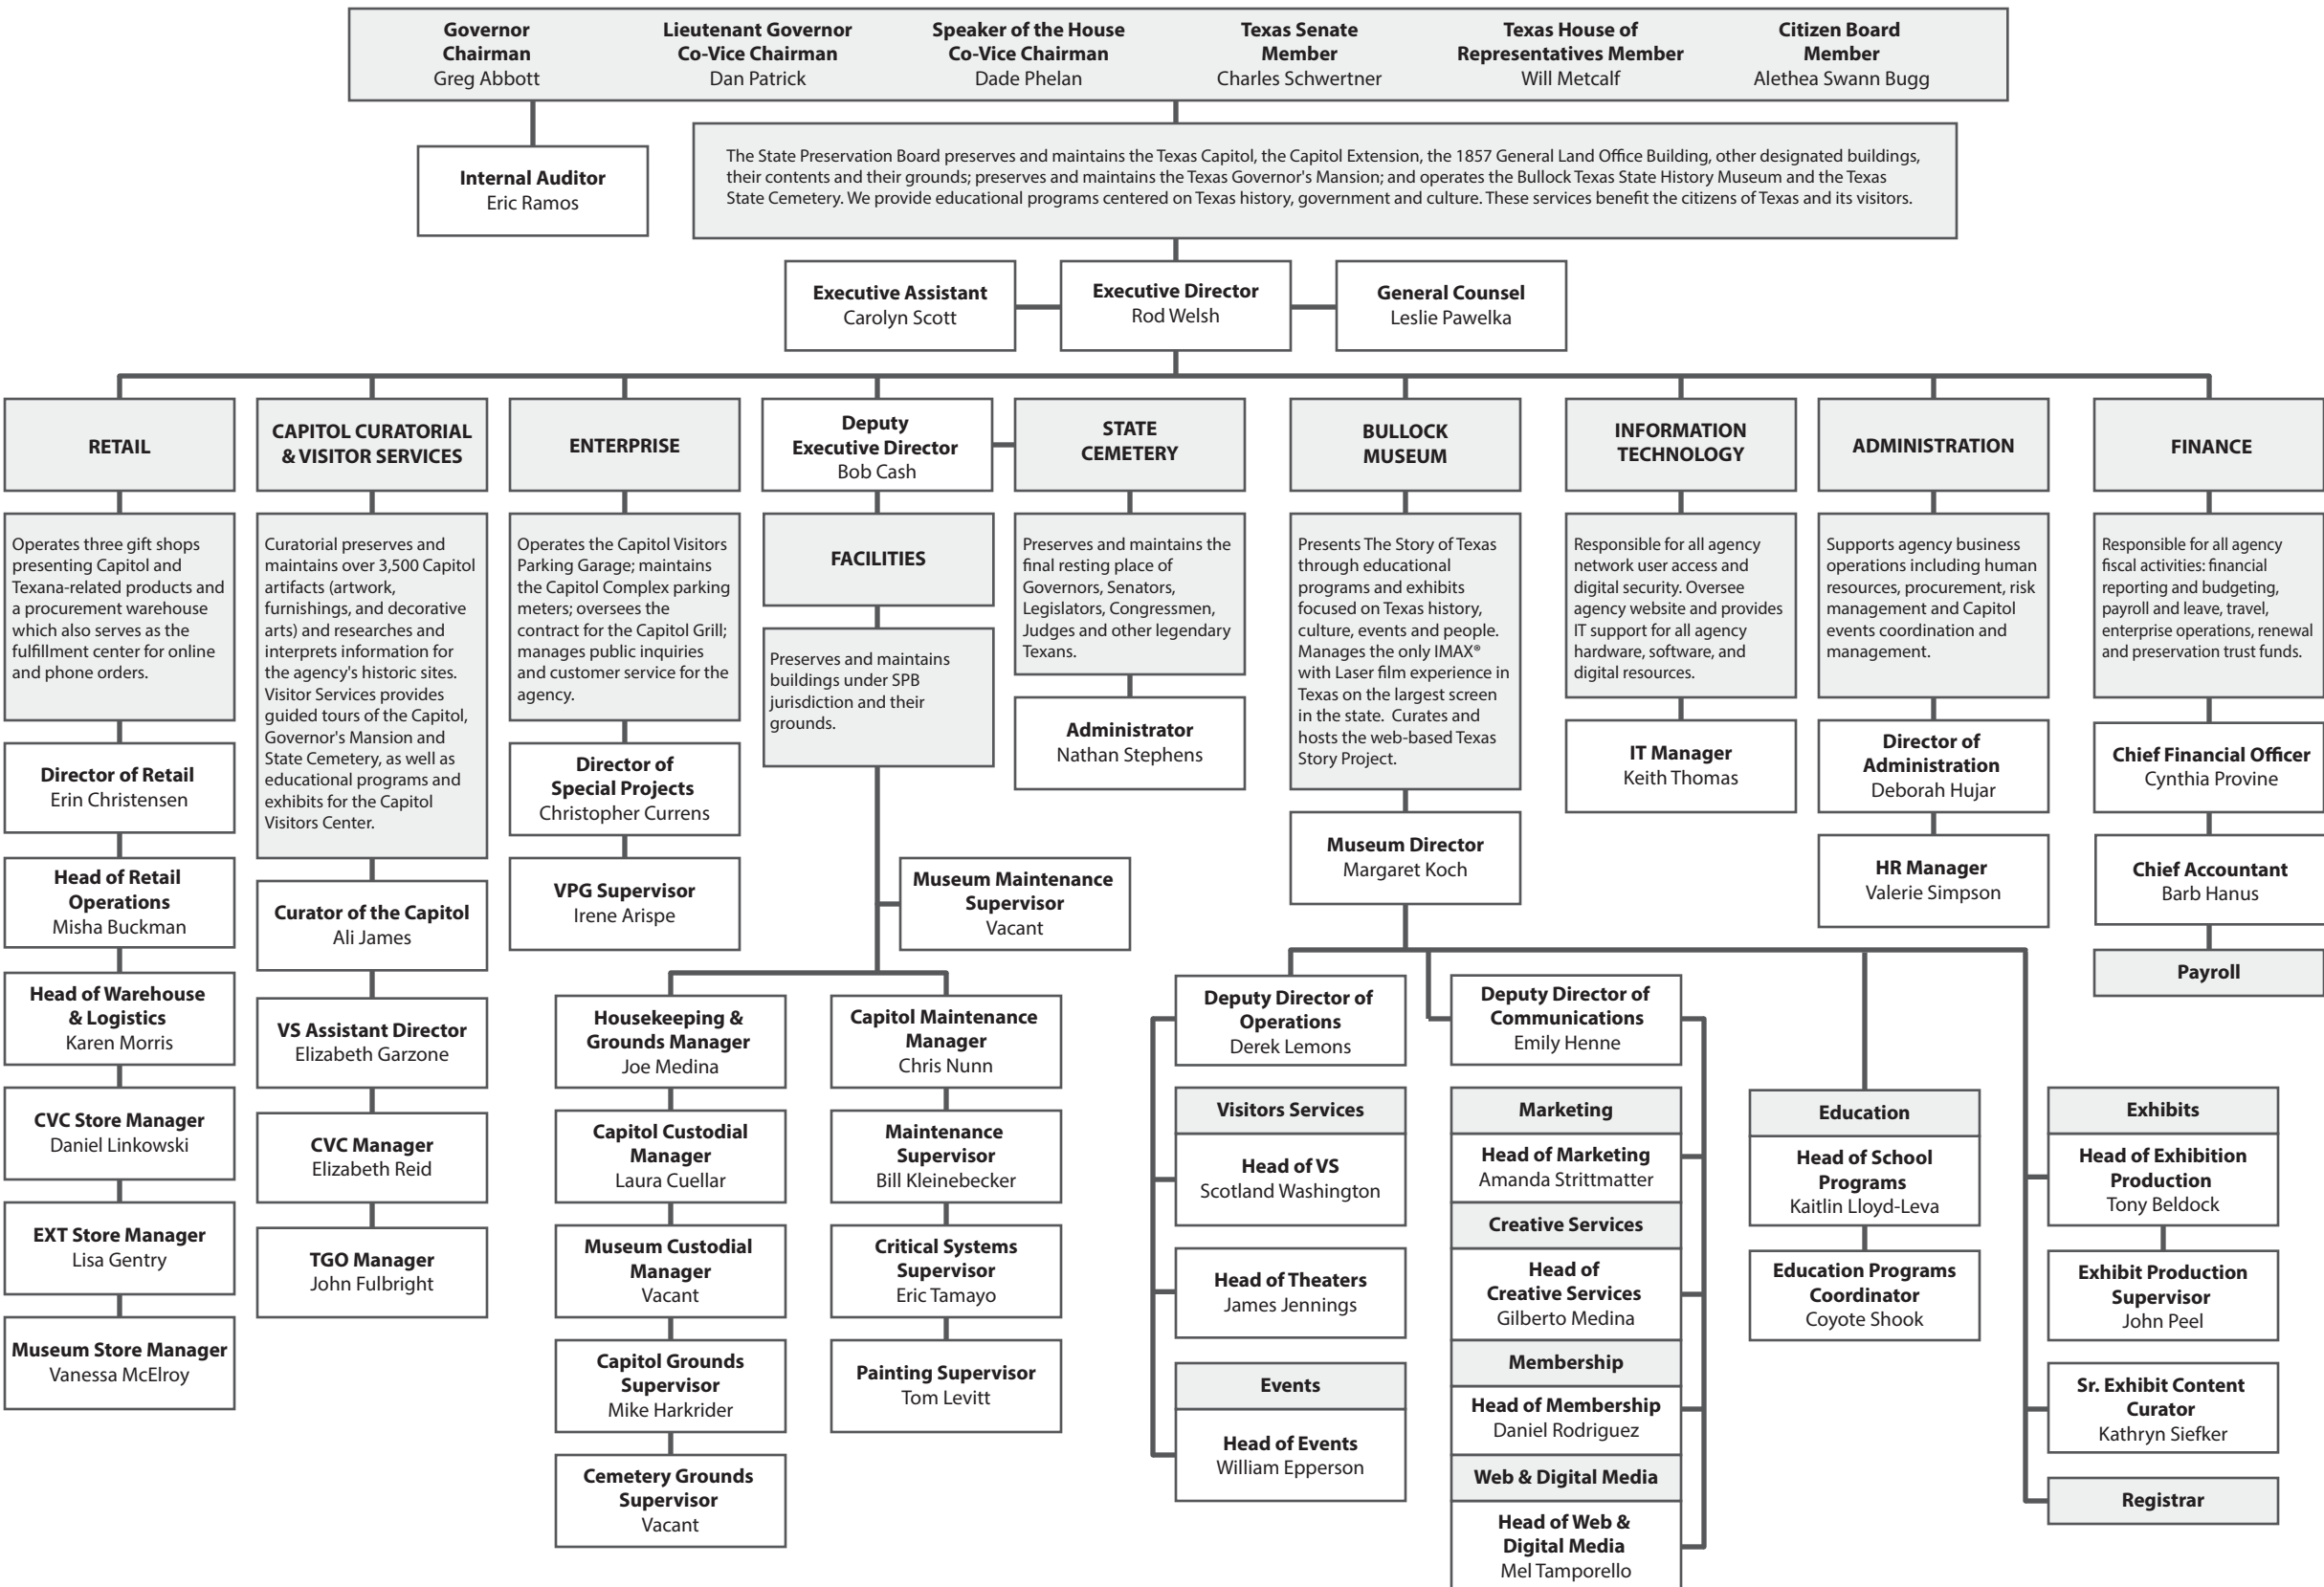 Governor
Chairman
Greg Abbott
Lieutenant Governor
Co-Vice Chairman
Dan Patrick
Speaker of the House
Co-Vice Chairman
Dade Phelan
Texas Senate
Member
Charles Schwertner
Texas House of
Representatives Member
Will Metcalf
Citizen Board
Member
Alethea Swann Bugg
Internal Auditor
Eric Ramos
The State Preservation Board preserves and maintains the Texas Capitol, the Capitol Extension, the 1857 General Land Office Building, other designated buildings,
their contents and their grounds; preserves and maintains the Texas Governor's Mansion; and operates the Bullock Texas State History Museum and the Texas
State Cemetery. We provide educational programs centered on Texas history, government and culture. These services benefit the citizens of Texas and its visitors.
Executive Assistant
Carolyn Scott
Executive Director
Rod Welsh
General Counsel
Leslie Pawelka
RETAIL
Operates three gift shops
presenting Capitol and
Texana-related products and
a procurement warehouse
which also serves as the
fulfillment center for online
and phone orders.
Director of Retail
Erin Christensen
Head of Retail
Operations
Misha Buckman
Head of Warehouse
& Logistics
Karen Morris
CVC Store Manager
Daniel Linkowski
EXT Store Manager
Lisa Gentry
Museum Store Manager
Vanessa McElroy
CAPITOL CURATORIAL
& VISITOR SERVICES
Curatorial preserves and
maintains over 3,500 Capitol
artifacts (artwork,
furnishings, and decorative
arts) and researches and
interprets information for
the agency's historic sites.
Visitor Services provides
guided tours of the Capitol,
Governor's Mansion and
State Cemetery, as well as
educational programs and
exhibits for the Capitol
Visitors Center.
Curator of the Capitol
Ali James
VS Assistant Director
Elizabeth Garzone
CVC Manager
Elizabeth Reid
TGO Manager
John Fulbright
ENTERPRISE
Operates the Capitol Visitors
Parking Garage; maintains
the Capitol Complex parking
meters; oversees the
contract for the Capitol Grill;
manages public inquiries
and customer service for the
agency.
Director of
Special Projects
Christopher Currens
VPG Supervisor
Irene Arispe
Deputy
Executive Director
Bob Cash
FACILITIES
Preserves and maintains
buildings under SPB
jurisdiction and their
grounds.
Museum Maintenance
Supervisor
Vacant
Housekeeping &
Grounds Manager
Joe Medina
Capitol Custodial
Manager
Laura Cuellar
Museum Custodial
Manager
Vacant
Capitol Grounds
Supervisor
Mike Harkrider
Cemetery Grounds
Supervisor
Vacant
Capitol Maintenance
Manager
Chris Nunn
Maintenance
Supervisor
Bill Kleinebecker
Critical Systems
Supervisor
Eric Tamayo
Painting Supervisor
Tom Levitt
STATE
CEMETERY
Preserves and maintains the
final resting place of
Governors, Senators,
Legislators, Congressmen,
Judges and other legendary
Texans.
Administrator
Nathan Stephens
BULLOCK
MUSEUM
Presents The Story of Texas
through educational
programs and exhibits
focused on Texas history,
culture, events and people.
Manages the only IMAX®
with Laser film experience in
Texas on the largest screen
in the state. Curates and
hosts the web-based Texas
Story Project.
Museum Director
Margaret Koch
Deputy Director of
Operations
Derek Lemons
Visitors Services
Head of VS
Scotland Washington
Head of Theaters
James Jennings
Events
Head of Events
William Epperson
Deputy Director of
Communications
Emily Henne
Marketing
Head of Marketing
Amanda Strittmatter
Creative Services
Head of
Creative Services
Gilberto Medina
Membership
Head of Membership
Daniel Rodriguez
Web & Digital Media
Head of Web &
Digital Media
Mel Tamporello
Education
Head of School
Programs
Kaitlin Lloyd-Leva
Education Programs
Coordinator
Coyote Shook
Exhibits
Head of Exhibition
Production
Tony Beldock
Exhibit Production
Supervisor
John Peel
Sr. Exhibit Content
Curator
Kathryn Siefker
Registrar
INFORMATION
TECHNOLOGY
Responsible for all agency
network user access and
digital security. Oversee
agency website and provides
IT support for all agency
hardware, software, and
digital resources.
IT Manager
Keith Thomas
ADMINISTRATION
Supports agency business
operations including human
resources, procurement, risk
management and Capitol
events coordination and
management.
Director of
Administration
Deborah Hujar
HR Manager
Valerie Simpson
FINANCE
Responsible for all agency
fiscal activities: financial
reporting and budgeting,
payroll and leave, travel,
enterprise operations, renewal
and preservation trust funds.
Chief Financial Officer
Cynthia Provine
Chief Accountant
Barb Hanus
Payroll